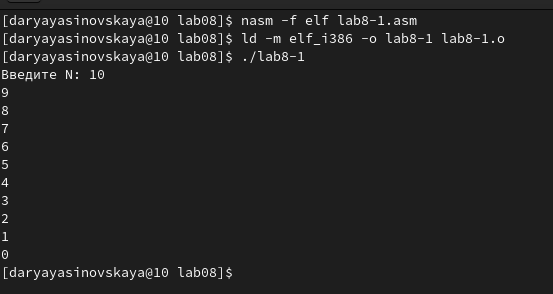 [daryayasinovskaya@10 lab08]$ nasm -f elf lab8-1.asm
[daryayasinovskaya@10 lab08]$ ld -m elf_i386 -o lab8-1 lab8-1.o
[daryayasinovskaya@10 lab08]$ ./lab8-1
Введите N: 10
9
8
7
6
5
4
3
2
1
0
[daryayasinovskaya@10 lab08]$